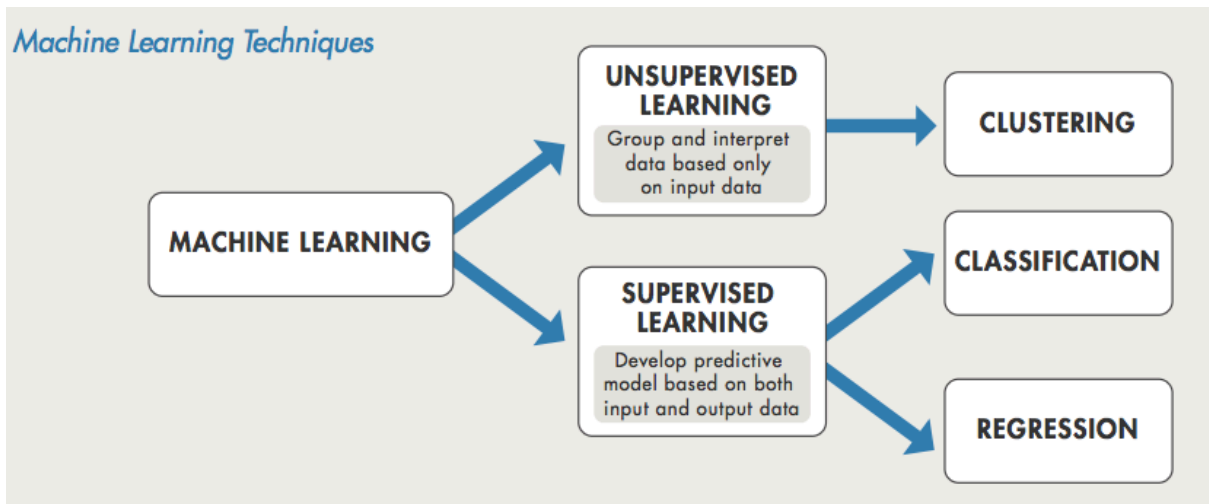 Machine Learning Techniques
MACHINE LEARNING
UNSUPERVISED
LEARNING
Group and interpret
data based only
on input data
SUPERVISED
LEARNING
Develop predictive
model based on both
input and output data
CLUSTERING
CLASSIFICATION
REGRESSION